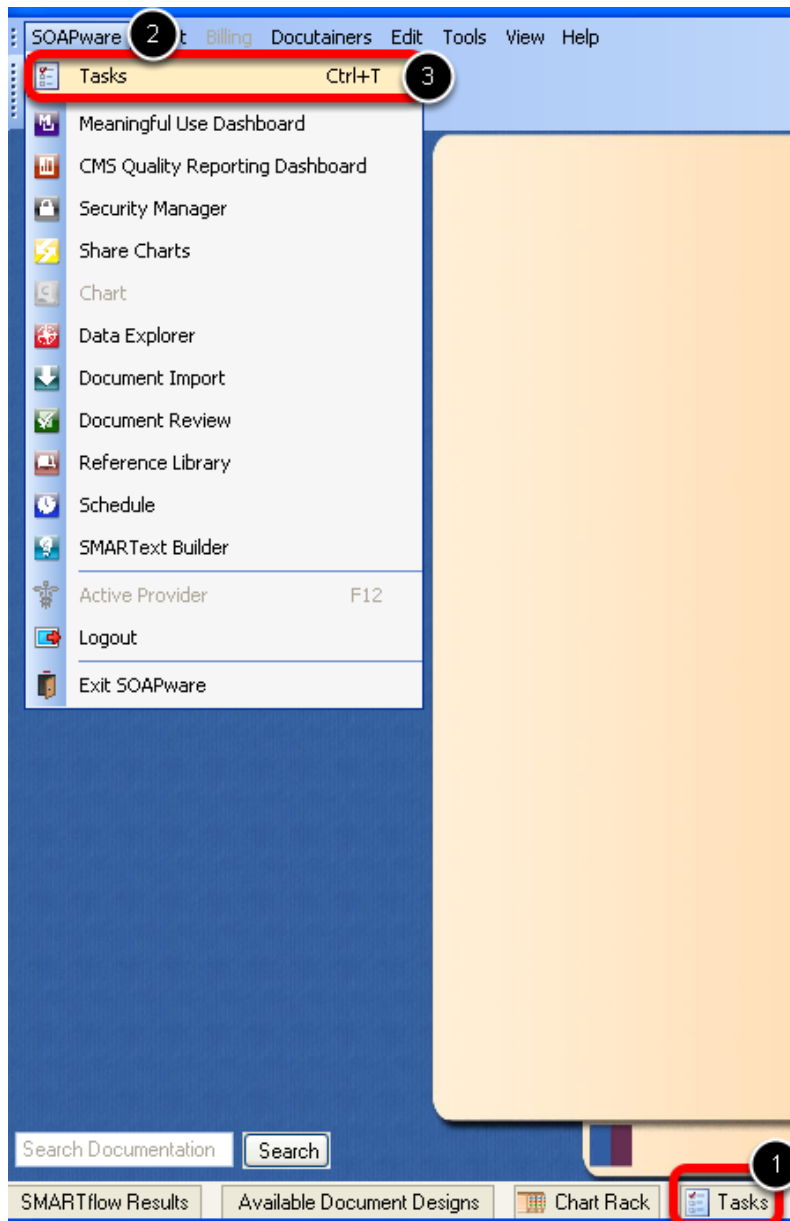 SOAPware 2 t Billing Docutainers Edit Tools View Help
Tasks Ctrl+T 3
Meaningful Use Dashboard
CMS Quality Reporting Dashboard
Security Manager
Share Charts
Chart
Data Explorer
Document Import
Document Review
Reference Library
Schedule
SMARText Builder
Active Provider F12
Logout
Exit SOAPware
Search Documentation Search
1
SMARTflow Results Available Document Designs Chart Rack Tasks